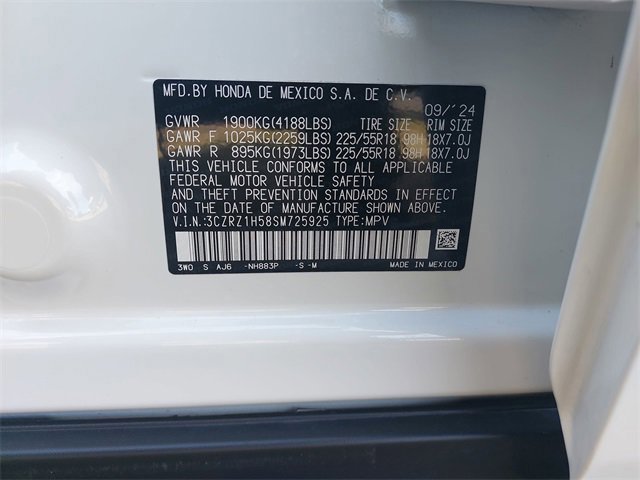 MFD.BY HONDA DE MEXICO S.A. DE C.V. 09/´24
GVWR 1900KG(4188LBS) TIRE SIZE RIM SIZE
GAWR F 1025KG(2259LBS) 225/55R18 98H 18X7.0J
GAWR R 895KG(1973LBS) 225/55R18 98H 18X7.0J
THIS VEHICLE CONFORMS TO ALL APPLICABLE
FEDERAL MOTOR VEHICLE SAFETY
AND THEFT PREVENTION STANDARDS IN EFFECT
ON THE DATE OF MANUFACTURE SHOWN ABOVE.
V.I.N.:3CZRZ1H58SM725925 TYPE:MPV
3W0 S AJ6 -NH883P -S -M MADE IN MEXICO